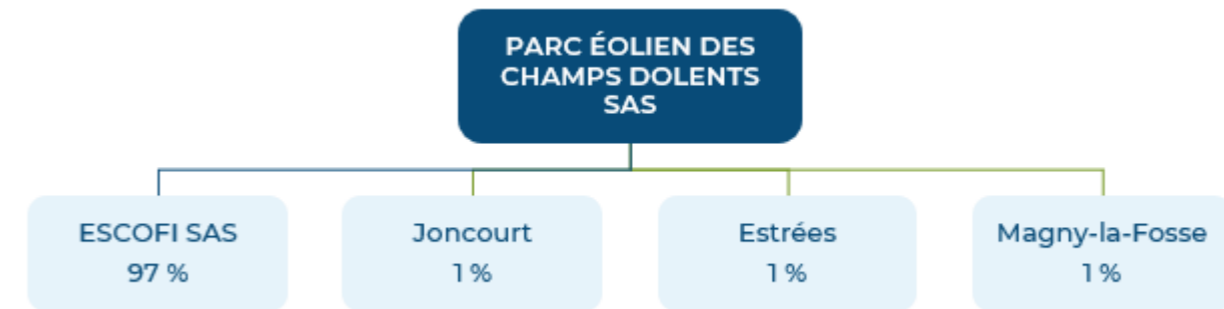 PARC ÉOLIEN DES
CHAMPS DOLENTS
SAS
ESCOFI SAS
97 %
Joncourt
1 %
Estrées
1 %
Magny-la-Fosse
1 %